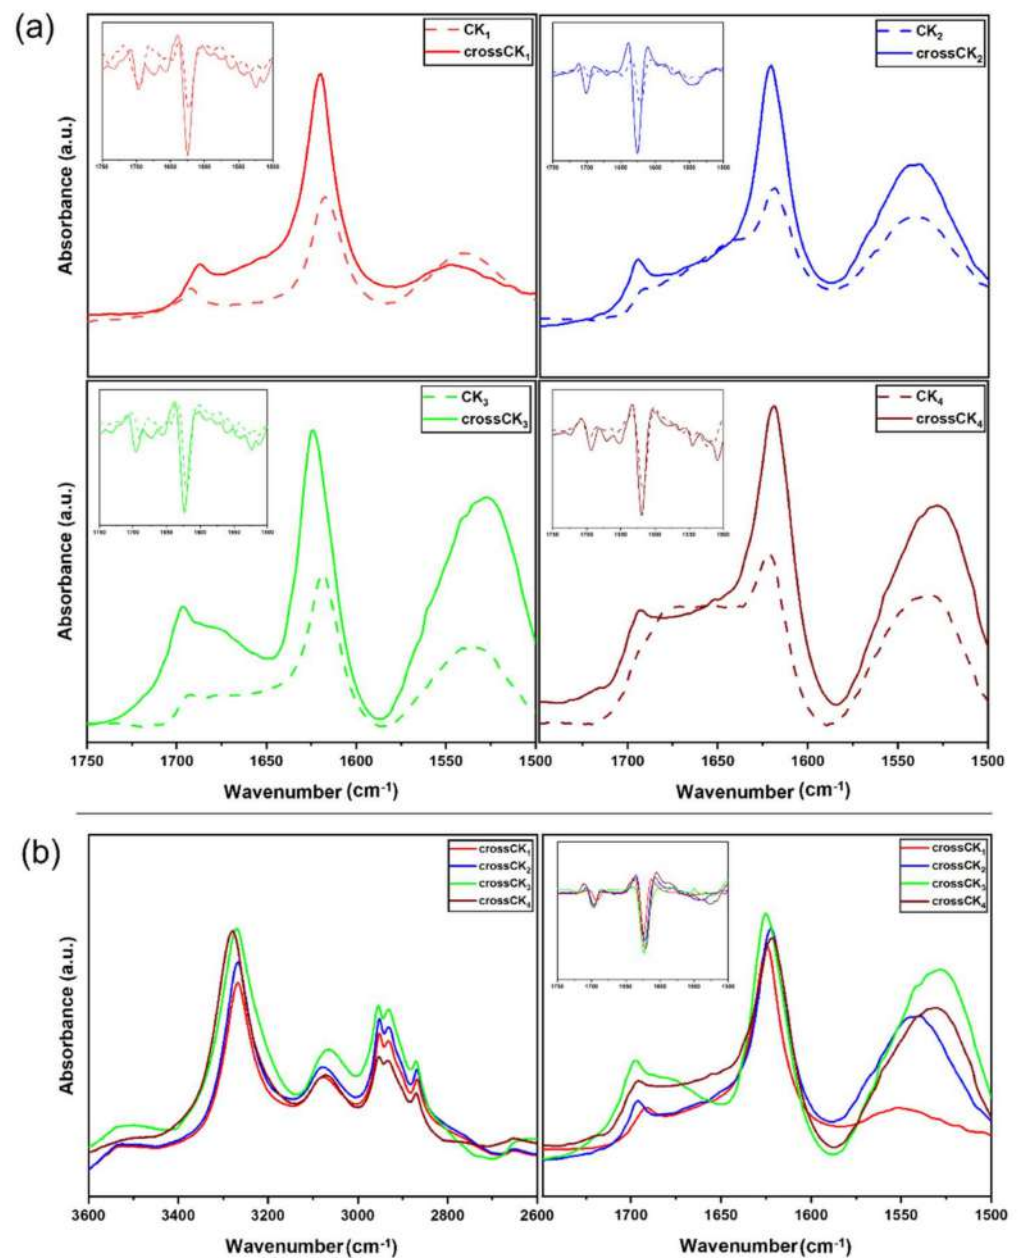 (a)
CK1
crossCK1
CK2
crossCK2
Absorbance (a.u.)
CK3
crossCK3
CK4
crossCK4
Absorbance (a.u.)
1750 1700 1650 1600 1550 1500
1700 1650 1600 1550 1500
Wavenumber (cm-1)
Wavenumber (cm-1)
(b)
crossCK1
crossCK2
crossCK3
crossCK4
crossCK1
crossCK2
crossCK3
crossCK4
Absorbance (a.u.)
3600 3400 3200 3000 2800 2600
1700 1650 1600 1550 1500
Wavenumber (cm-1)
Wavenumber (cm-1)